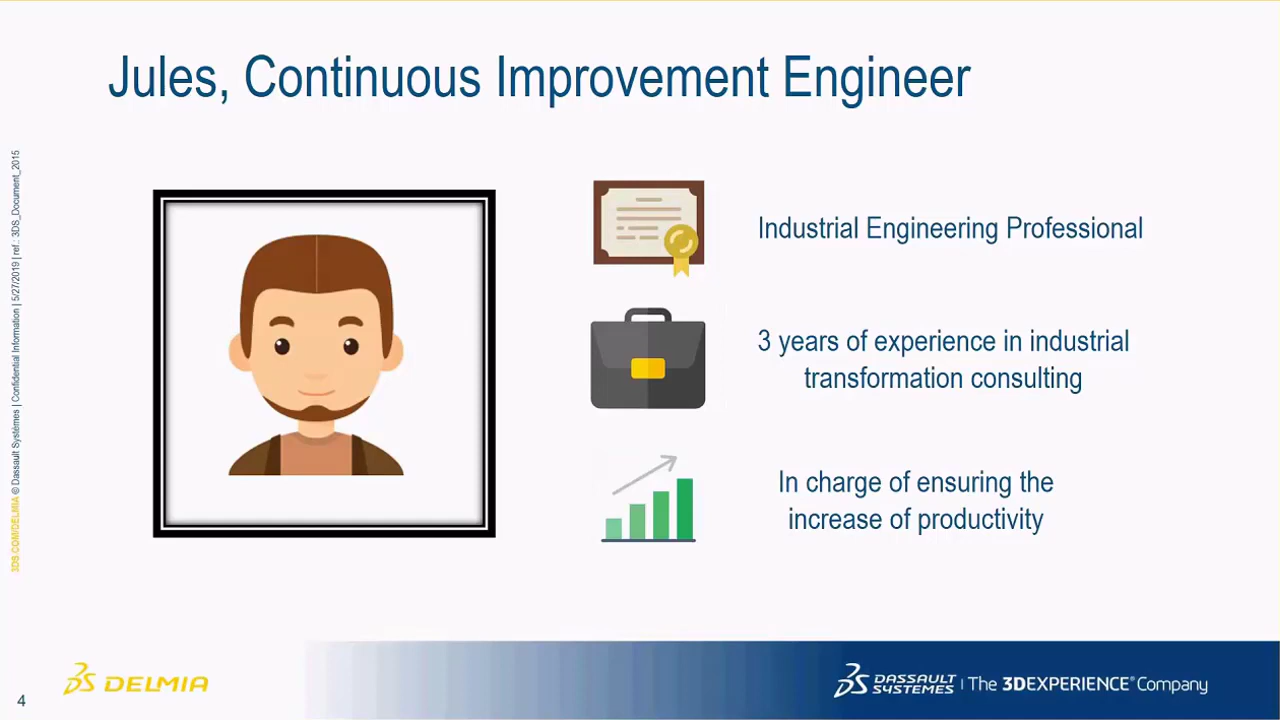 Jules, Continuous Improvement Engineer
Industrial Engineering Professional
3 years of experience in industrial
transformation consulting
In charge of ensuring the
increase of productivity
3DS.COM/DELMIA © Dassault Systèmes | Confidential Information | 5/27/2019 | ref.: 3DS_Document_2015
4
DELMIA
DASSAULT
SYSTEMES | The 3DEXPERIENCE® Company